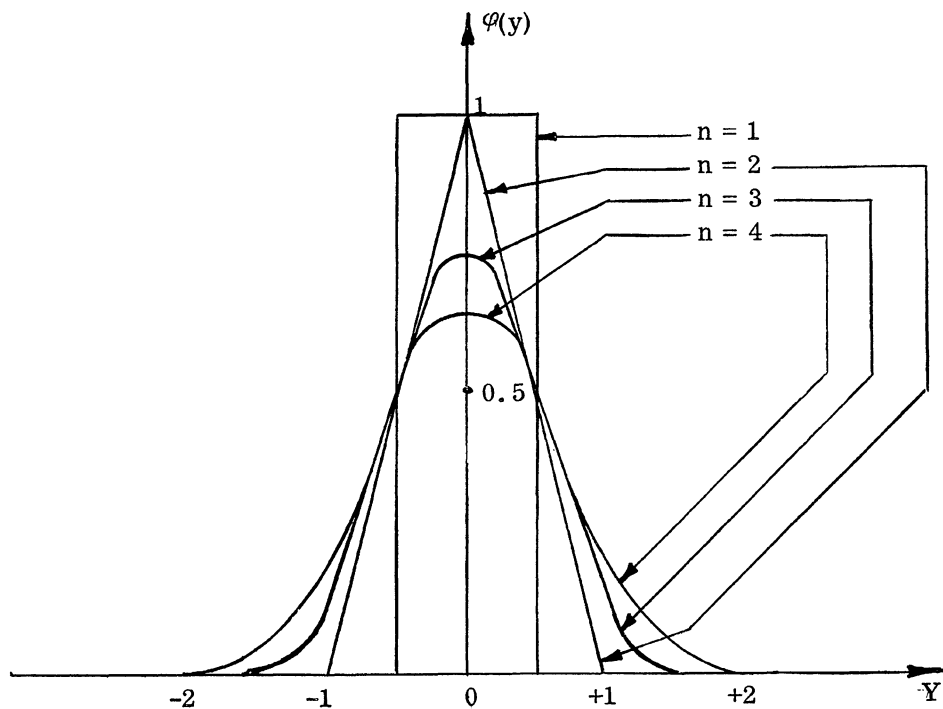 φ(y)
1
n = 1
n = 2
n = 3
n = 4
0.5
-2 -1 0 +1 +2 Y